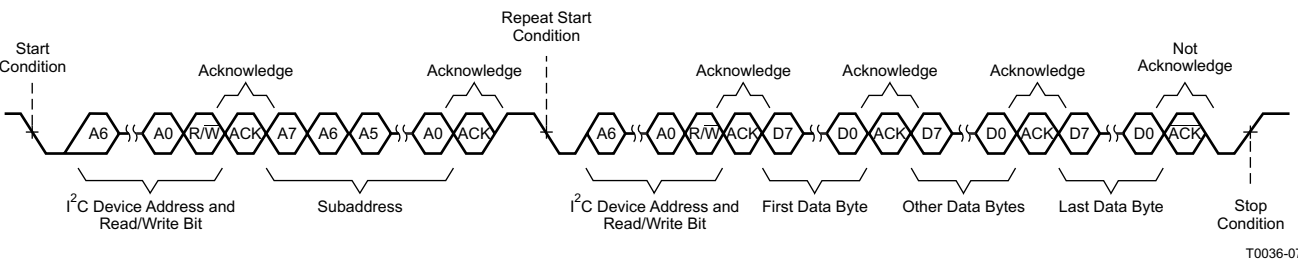 Repeat Start
Condition
Start
Condition
Not
Acknowledge
Acknowledge
Acknowledge
Acknowledge
Acknowledge
Acknowledge
A6 A0 R/W ACK A7 A6 A5 A0 ACK A6 A0 R/W ACK D7 D0 ACK D7 D0 ACK D7 D0 ACK
I²C Device Address and
Read/Write Bit
Subaddress
I²C Device Address and
Read/Write Bit
First Data Byte
Other Data Bytes
Last Data Byte
Stop
Condition
T0036-07